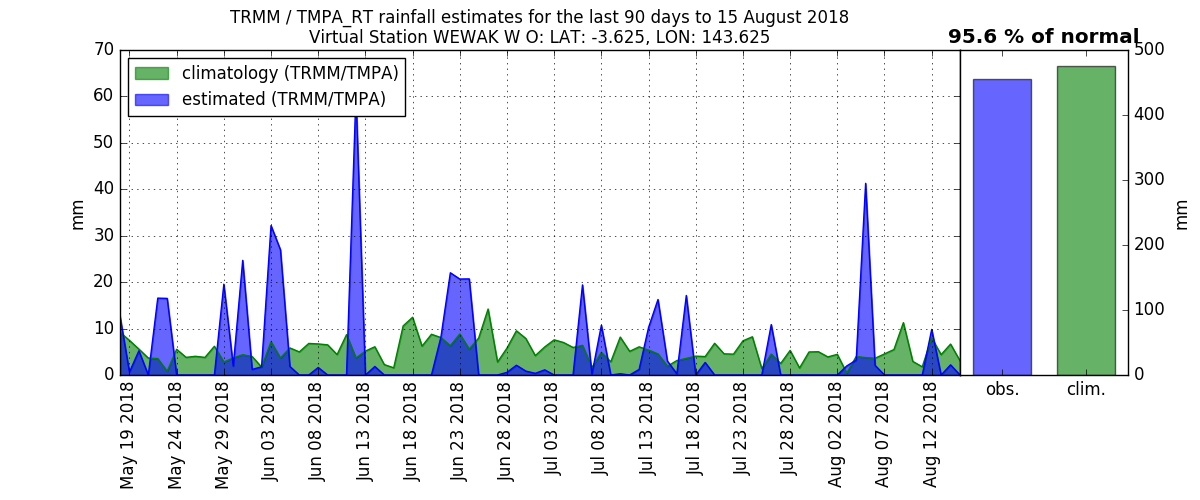 TRMM / TMPA_RT rainfall estimates for the last 90 days to 15 August 2018
Virtual Station WEWAK W O: LAT: -3.625, LON: 143.625
95.6 % of normal
climatology (TRMM/TMPA)
estimated (TRMM/TMPA)
70
60
50
40
30
20
10
0
mm
May 19 2018
May 24 2018
May 29 2018
Jun 03 2018
Jun 08 2018
Jun 13 2018
Jun 18 2018
Jun 23 2018
Jun 28 2018
Jul 03 2018
Jul 08 2018
Jul 13 2018
Jul 18 2018
Jul 23 2018
Jul 28 2018
Aug 02 2018
Aug 07 2018
Aug 12 2018
obs.
clim.
500
400
300
200
100
0
mm